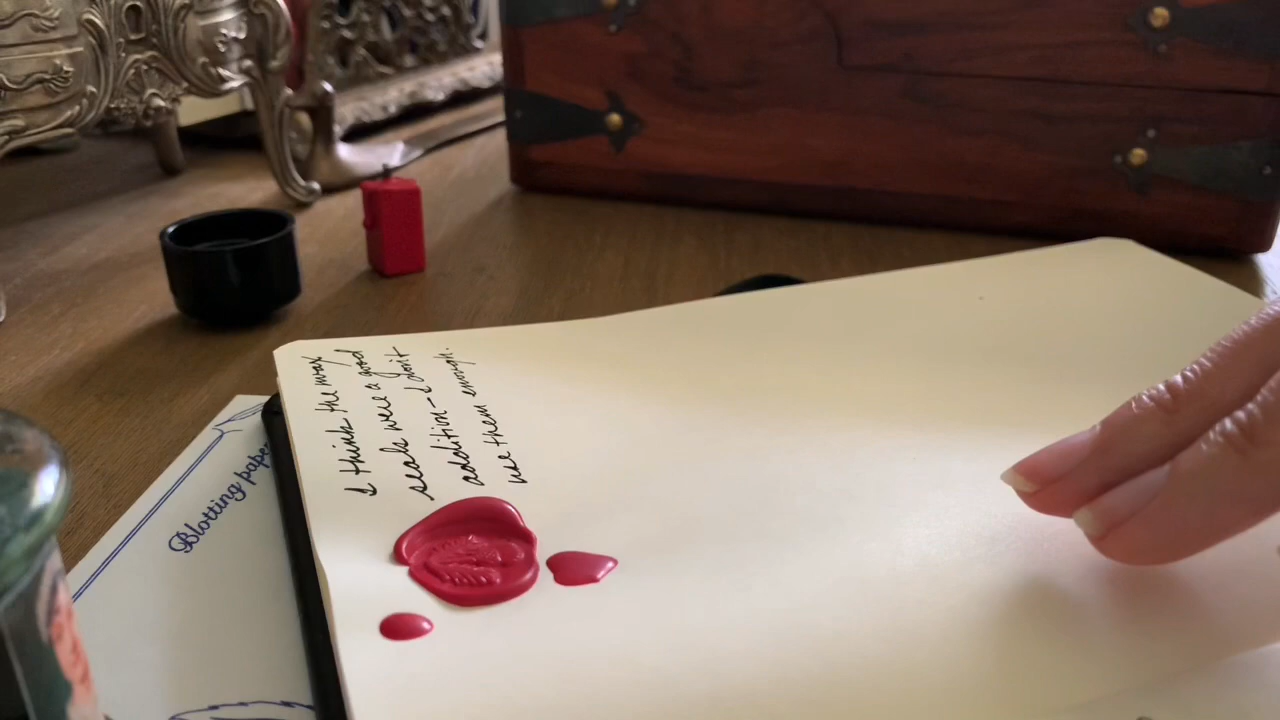 I think the wax
seals were a good
addition – I don't
use them enough.
Blotting paper